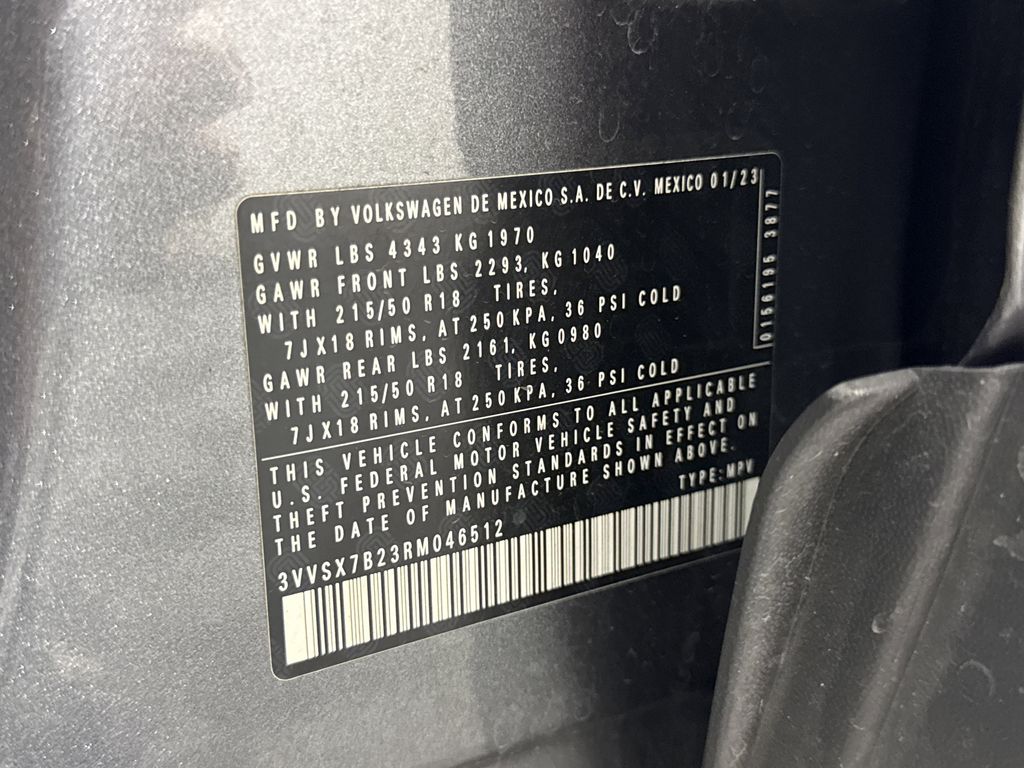 MFD BY VOLKSWAGEN DE MEXICO S.A. DE C.V. MEXICO 01/23
GVWR LBS 4343 KG 1970
GAWR FRONT LBS 2293, KG 1040
WITH 215/50 R18 TIRES,
7JX18 RIMS, AT 250 KPA, 36 PSI COLD
GAWR REAR LBS 2161, KG 0980
WITH 215/50 R18 TIRES,
7JX18 RIMS, AT 250 KPA, 36 PSI COLD
0156195 3877
THIS VEHICLE CONFORMS TO ALL APPLICABLE
U.S. FEDERAL MOTOR VEHICLE SAFETY AND
THEFT PREVENTION STANDARDS IN EFFECT ON
THE DATE OF MANUFACTURE SHOWN ABOVE.
TYPE: MPV
3VVSX7B23RM046512